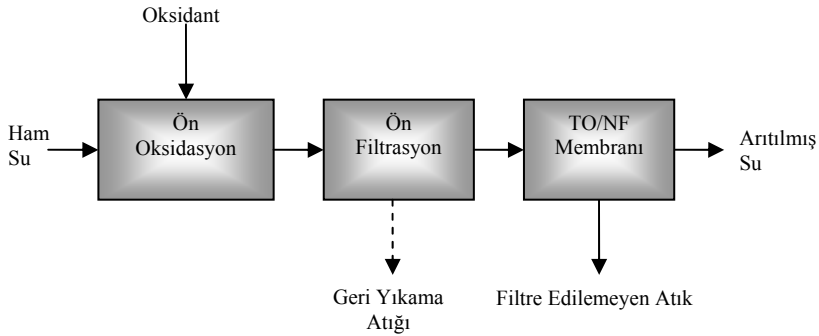 Oksidant
Ham
Su
Ön
Oksidasyon
Ön
Filtrasyon
TO/NF
Membranı
Arıtılmış
Su
Geri Yıkama
Atığı
Filtre Edilemeyen Atık